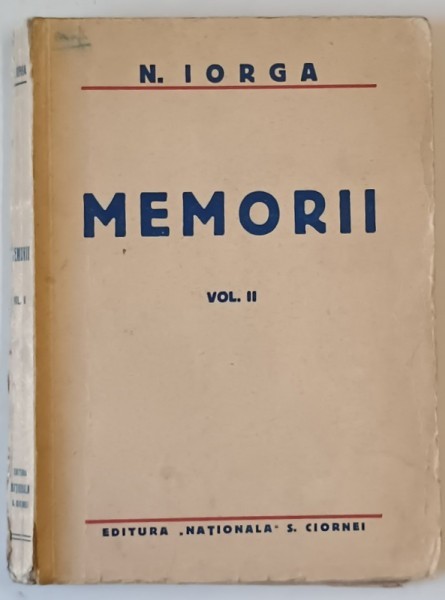 N. IORGA
MEMORII
VOL. II
EDITURA „NAȚIONALA" S. CIORNEI